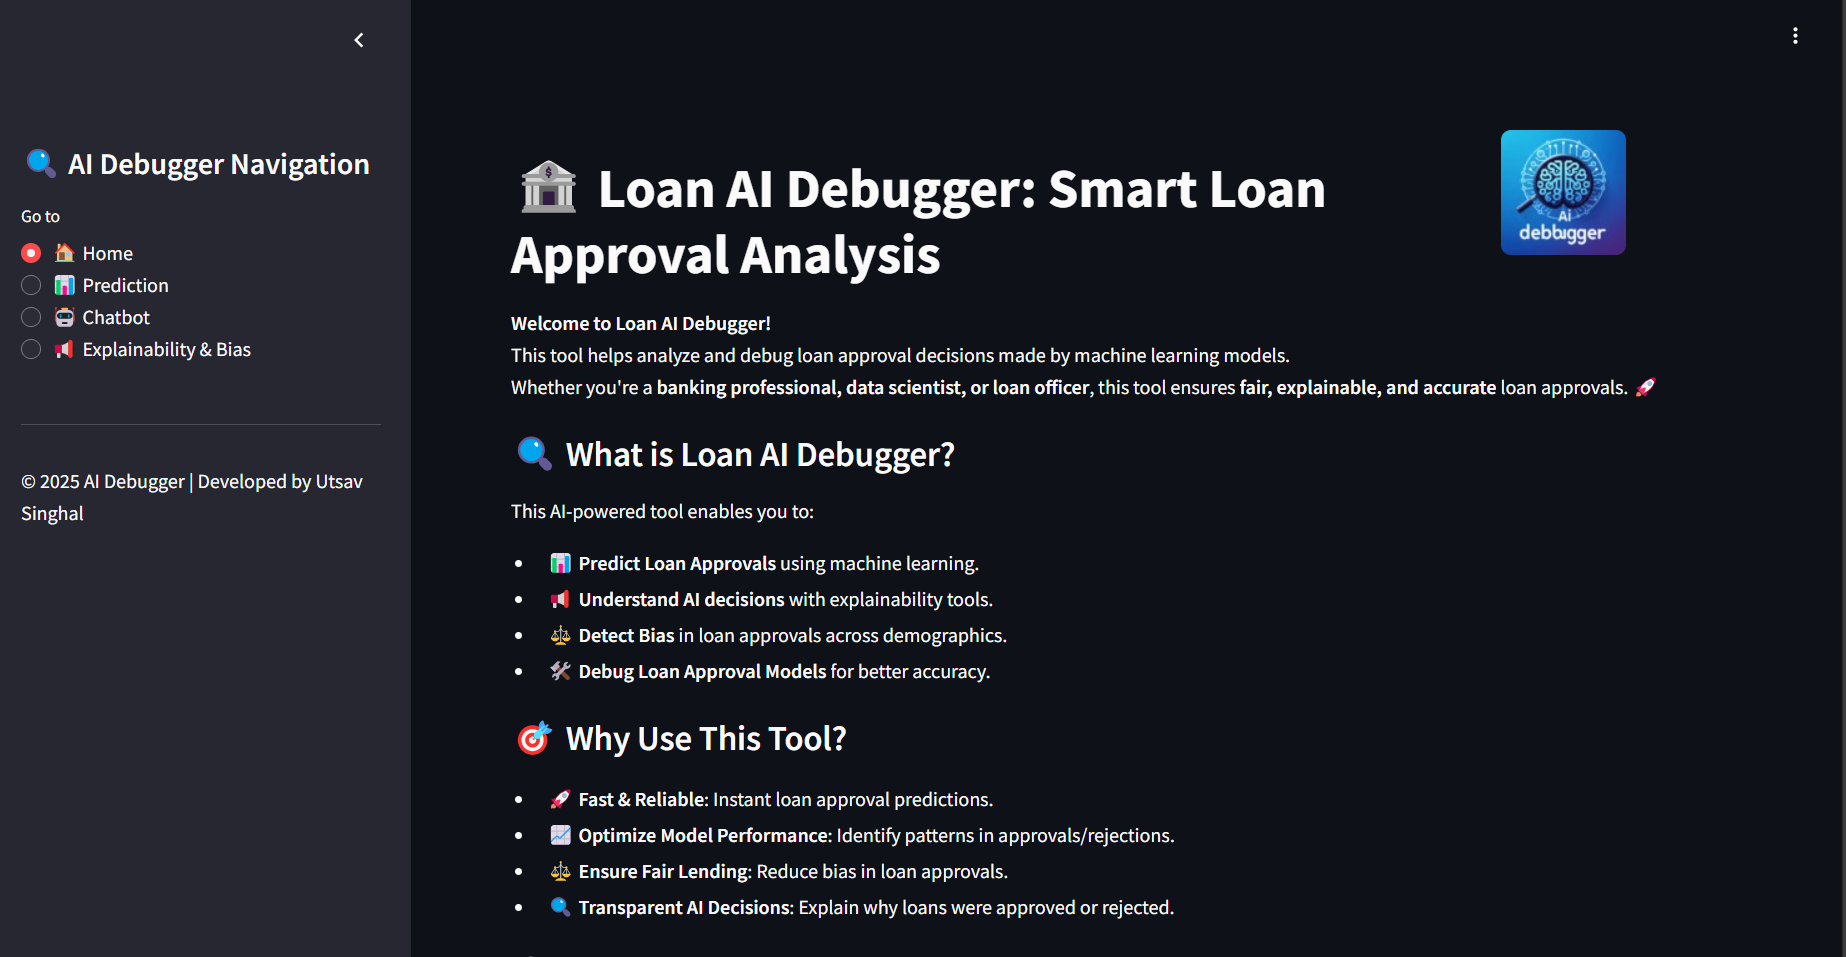 🔍 AI Debugger Navigation
Go to
🏠 Home
📊 Prediction
🤖 Chatbot
📢 Explainability & Bias
© 2025 AI Debugger | Developed by Utsav
Singhal
🏦 Loan AI Debugger: Smart Loan
Approval Analysis
Ai
debbugger
Welcome to Loan AI Debugger!
This tool helps analyze and debug loan approval decisions made by machine learning models.
Whether you're a banking professional, data scientist, or loan officer, this tool ensures fair, explainable, and accurate loan approvals. 🚀
🔍 What is Loan AI Debugger?
This AI-powered tool enables you to:
• 📊 Predict Loan Approvals using machine learning.
• 📢 Understand AI decisions with explainability tools.
• ⚖️ Detect Bias in loan approvals across demographics.
• 🛠️ Debug Loan Approval Models for better accuracy.
🎯 Why Use This Tool?
• 🚀 Fast & Reliable: Instant loan approval predictions.
• 📈 Optimize Model Performance: Identify patterns in approvals/rejections.
• ⚖️ Ensure Fair Lending: Reduce bias in loan approvals.
• 🔍 Transparent AI Decisions: Explain why loans were approved or rejected.